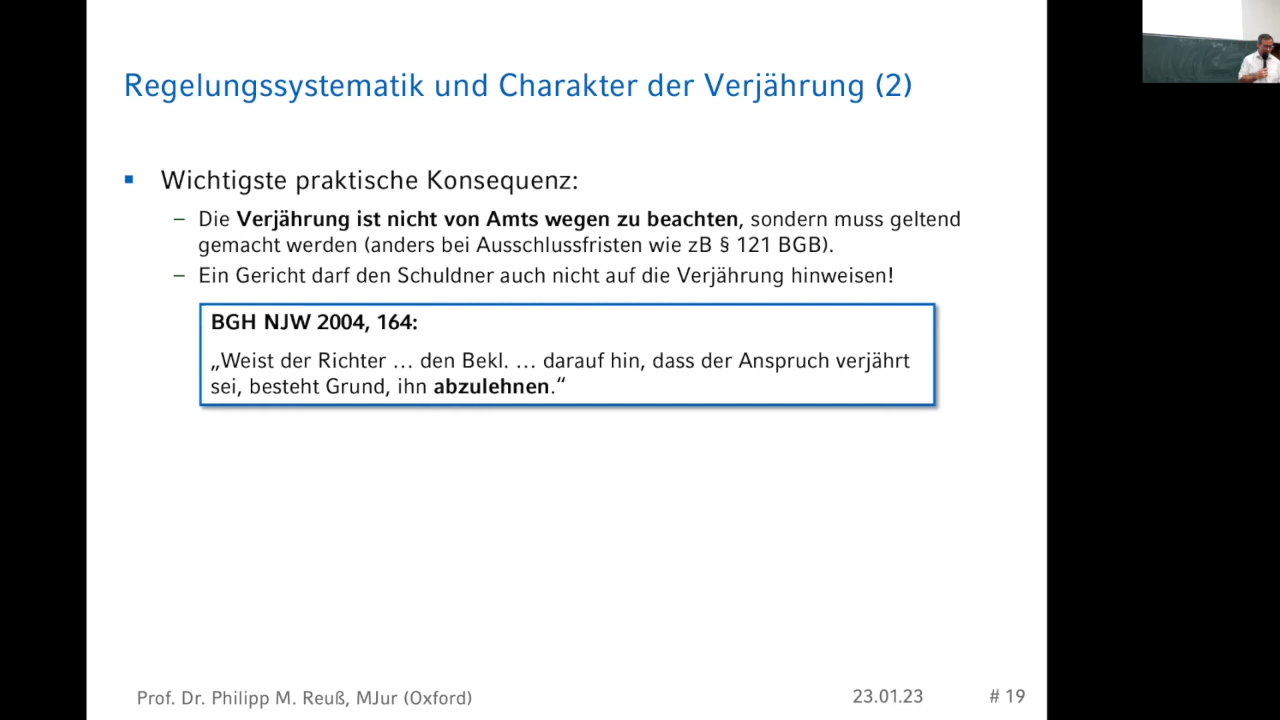 Regelungssystematik und Charakter der Verjährung (2)
▪ Wichtigste praktische Konsequenz:
– Die Verjährung ist nicht von Amts wegen zu beachten, sondern muss geltend
gemacht werden (anders bei Ausschlussfristen wie zB § 121 BGB).
– Ein Gericht darf den Schuldner auch nicht auf die Verjährung hinweisen!
BGH NJW 2004, 164:
„Weist der Richter … den Bekl. … darauf hin, dass der Anspruch verjährt
sei, besteht Grund, ihn abzulehnen.“
Prof. Dr. Philipp M. Reuß, MJur (Oxford)
23.01.23
# 19